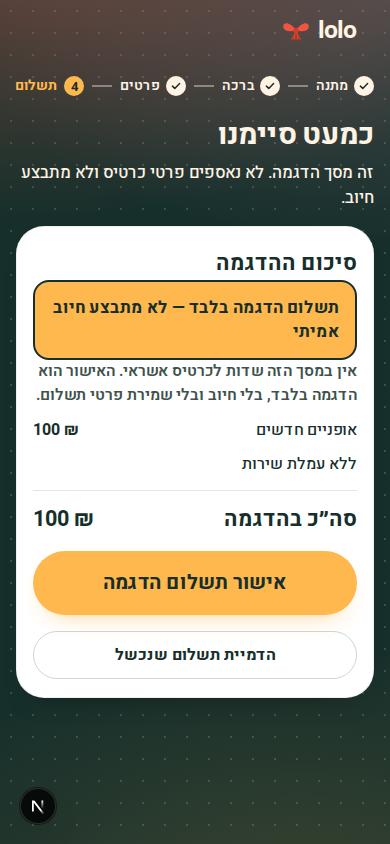 lolo
מתנה
ברכה
פרטים
4 תשלום
כמעט סיימנו
זה מסך הדגמה. לא נאספים פרטי כרטיס ולא מתבצע
חיוב.
סיכום ההדגמה
תשלום הדגמה בלבד — לא מתבצע חיוב
אמיתי
אין במסך הזה שדות לכרטיס אשראי. האישור הוא
הדגמה בלבד, בלי חיוב ובלי שמירת פרטי תשלום.
אופניים חדשים 100 ₪
ללא עמלת שירות
סה״כ בהדגמה 100 ₪
אישור תשלום הדגמה
הדמיית תשלום שנכשל
N